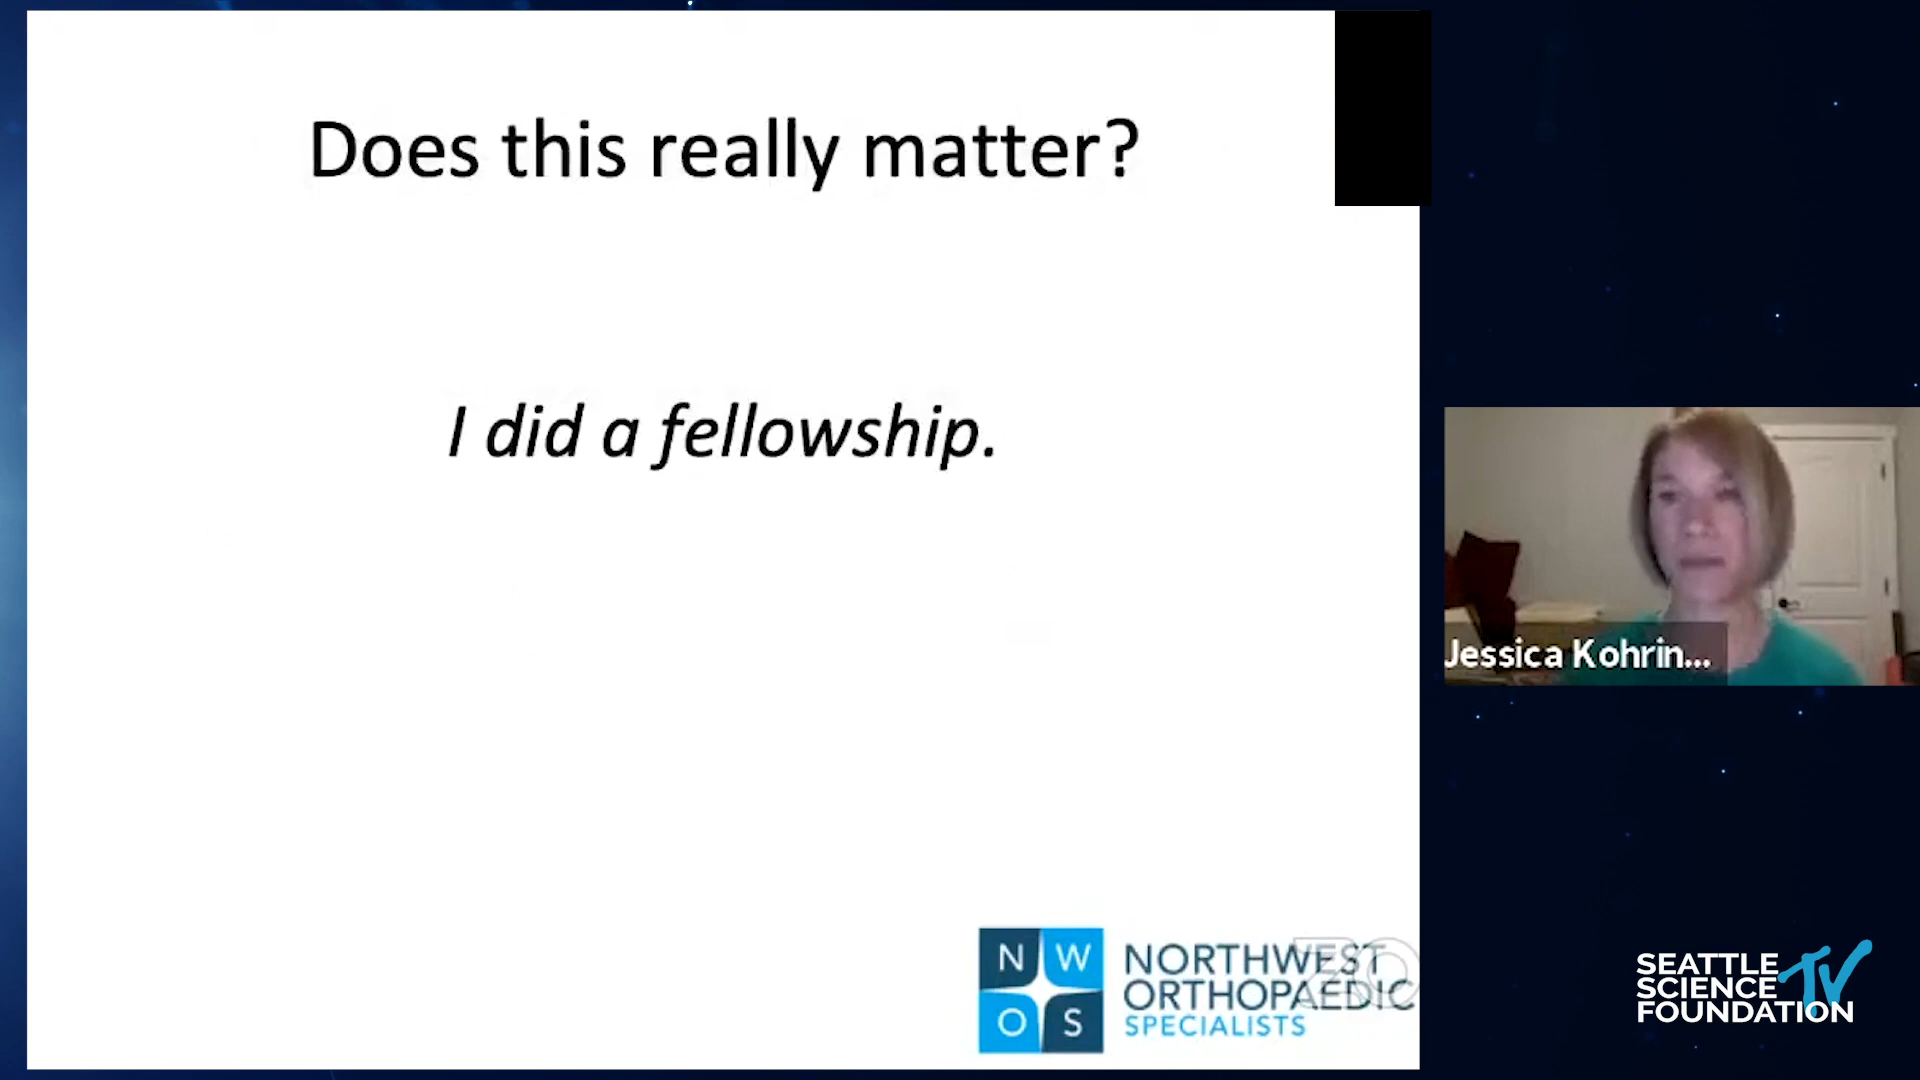 Does this really matter?
I did a fellowship.
N W
O S
NORTHWEST
ORTHOPAEDIC
SPECIALISTS
Jessica Kohrin...
SEATTLE
SCIENCE
FOUNDATION
TV